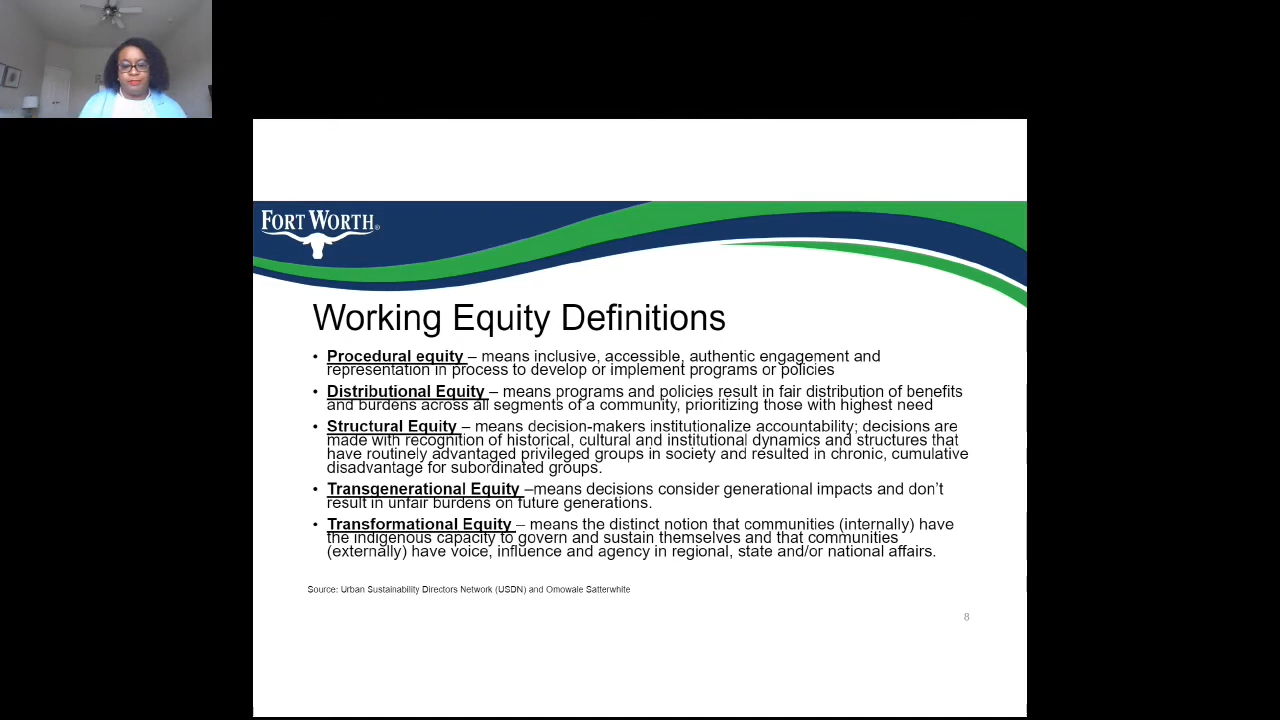 FORT WORTH®
Working Equity Definitions
• Procedural equity – means inclusive, accessible, authentic engagement and
representation in process to develop or implement programs or policies
• Distributional Equity – means programs and policies result in fair distribution of benefits
and burdens across all segments of a community, prioritizing those with highest need
• Structural Equity – means decision-makers institutionalize accountability; decisions are
made with recognition of historical, cultural and institutional dynamics and structures that
have routinely advantaged privileged groups in society and resulted in chronic, cumulative
disadvantage for subordinated groups.
• Transgenerational Equity –means decisions consider generational impacts and don't
result in unfair burdens on future generations.
• Transformational Equity – means the distinct notion that communities (internally) have
the indigenous capacity to govern and sustain themselves and that communities
(externally) have voice, influence and agency in regional, state and/or national affairs.
Source: Urban Sustainability Directors Network (USDN) and Omowale Satterwhite
8